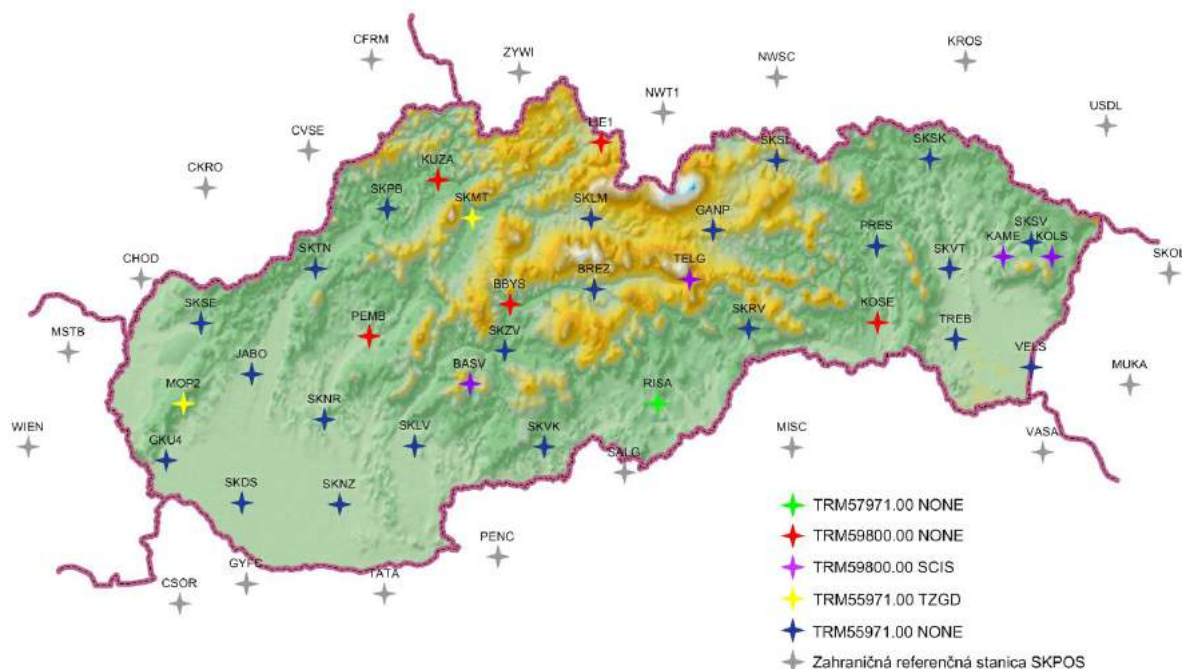 CFRM
ZYWI
KROS
NWSC
NWT1
USDL
LIE1
CVSE
SKSL
SKSK
KUZA
CKRO
SKPB
SKMT
SKLM
GANP
SKSV
PRES
KAME
KOLS
SKTN
SKVT
SKOL
CHOD
TELG
BREZ
BBYS
SKSE
KOSE
PEMB
SKRV
TREB
MSTB
SKZV
JABO
VELS
MUKA
BASV
MOP2
RISA
SKNR
WIEN
GKU4
SKLV
SKVK
SALG
MISC
VASA
SKDS
SKNZ
TRM57971.00 NONE
TRM59800.00 NONE
PENC
TRM59800.00 SCIS
GYFC
TATA
CSOR
TRM55971.00 TZGD
TRM55971.00 NONE
Zahraničná referenčná stanica SKPOS